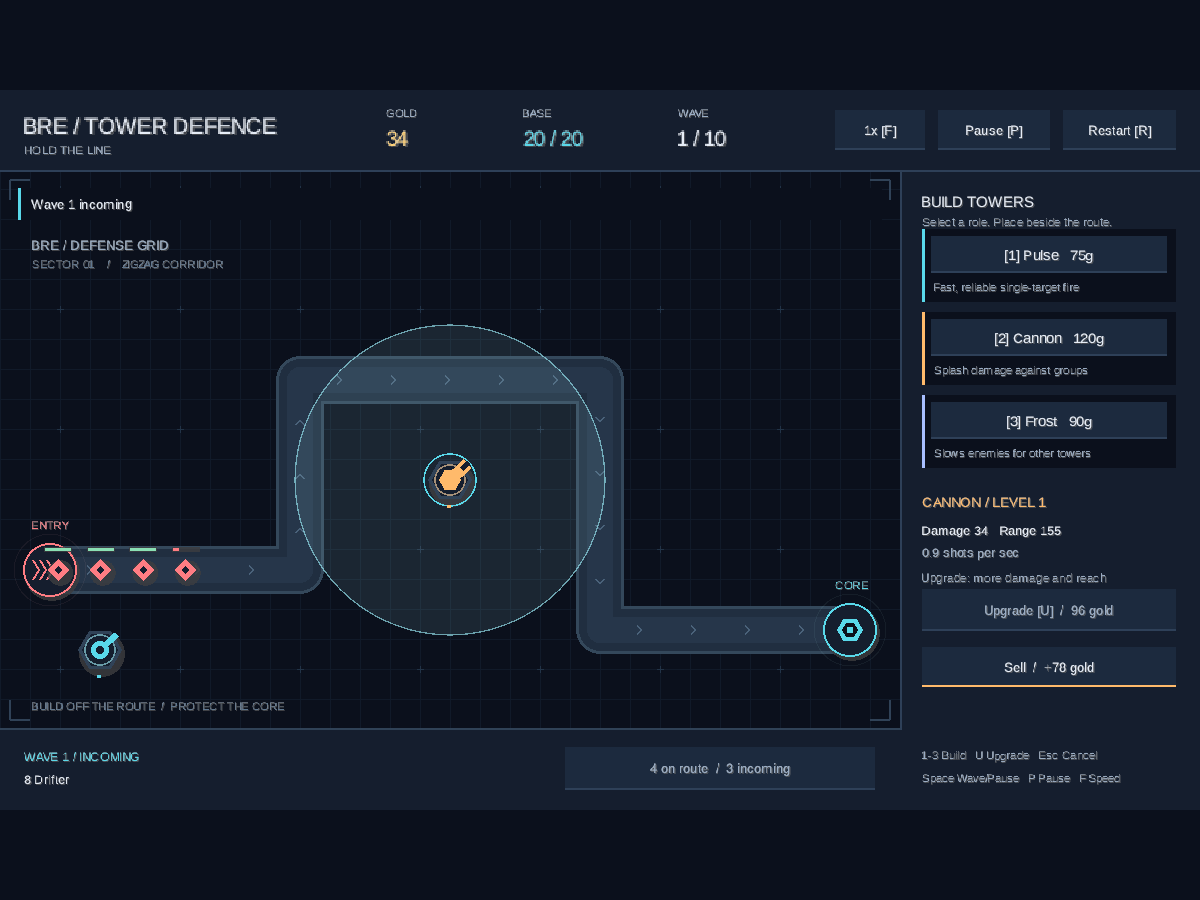 BRE / TOWER DEFENCE
HOLD THE LINE
GOLD
34
BASE
20 / 20
WAVE
1 / 10
1x [F]
Pause [P]
Restart [R]
Wave 1 incoming
BRE / DEFENSE GRID
SECTOR 01 / ZIGZAG CORRIDOR
ENTRY
CORE
BUILD OFF THE ROUTE / PROTECT THE CORE
BUILD TOWERS
Select a role. Place beside the route.
[1] Pulse 75g
Fast, reliable single-target fire
[2] Cannon 120g
Splash damage against groups
[3] Frost 90g
Slows enemies for other towers
CANNON / LEVEL 1
Damage 34 Range 155
0.9 shots per sec
Upgrade: more damage and reach
Upgrade [U] / 96 gold
Sell / +78 gold
WAVE 1 / INCOMING
8 Drifter
4 on route / 3 incoming
1-3 Build U Upgrade Esc Cancel
Space Wave/Pause P Pause F Speed